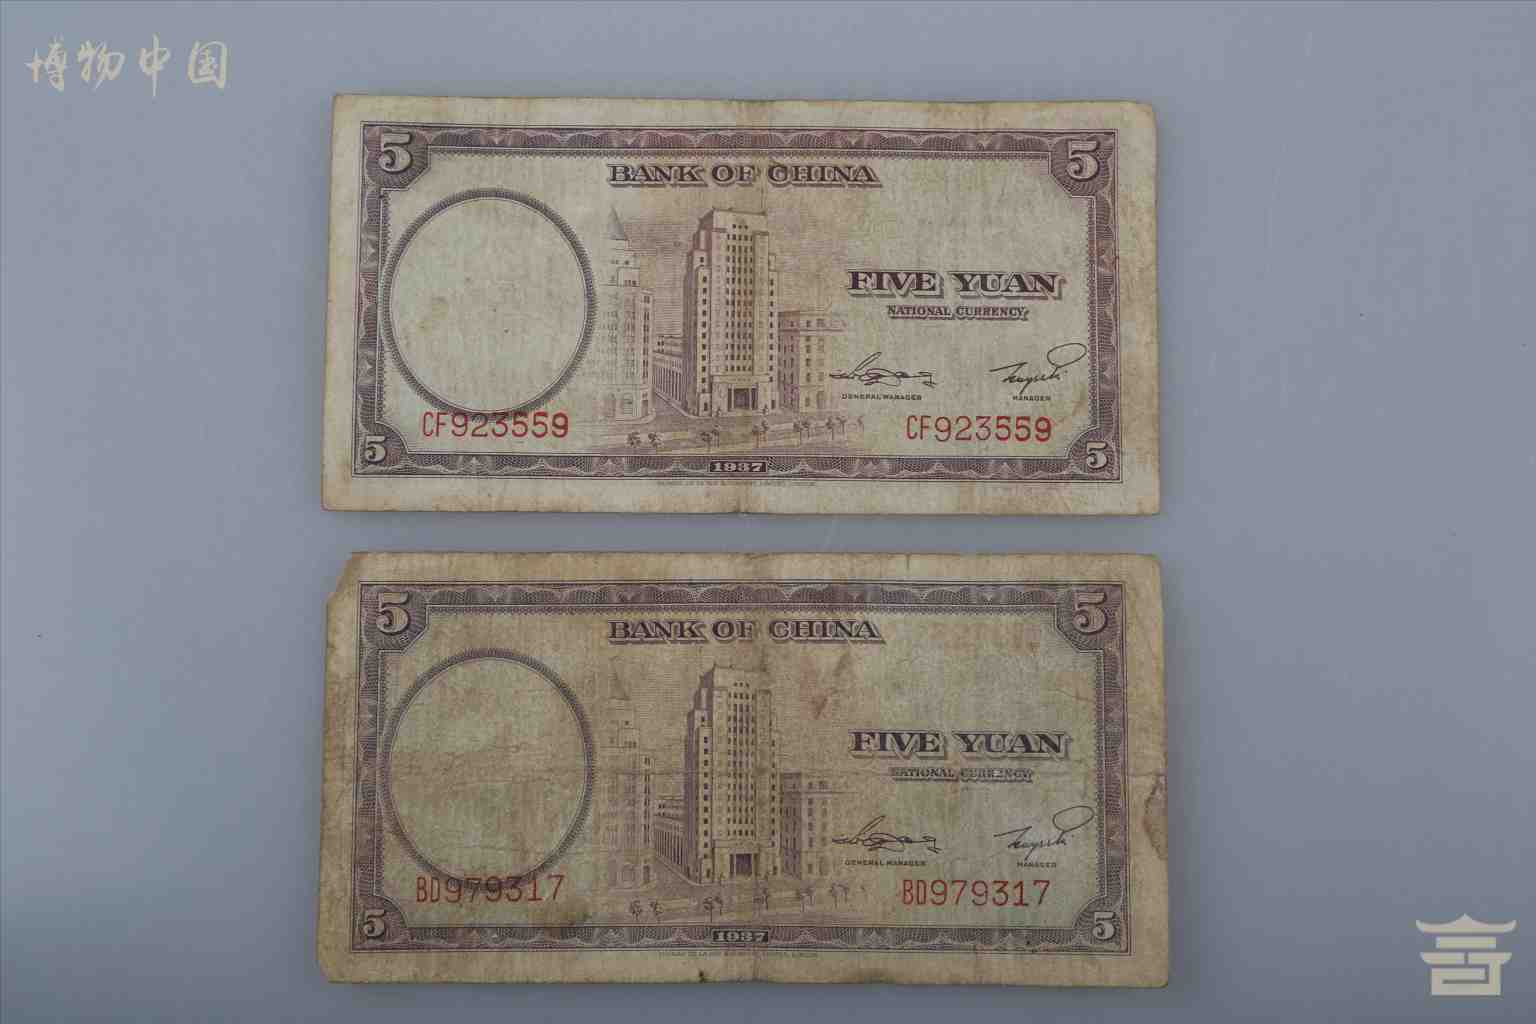 博物中国
5 5
BANK OF CHINA
FIVE YUAN
NATIONAL CURRENCY
GENERAL MANAGER MANAGER
CF923559 CF923559
5 5
1937
5 5
BANK OF CHINA
FIVE YUAN
NATIONAL CURRENCY
GENERAL MANAGER MANAGER
BD979317 BD979317
5 5
1937